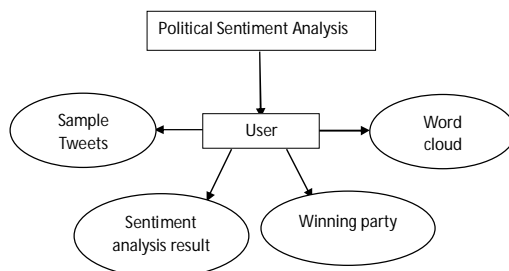 Political Sentiment Analysis
Sample
Tweets
User
Word
cloud
Sentiment
analysis result
Winning party